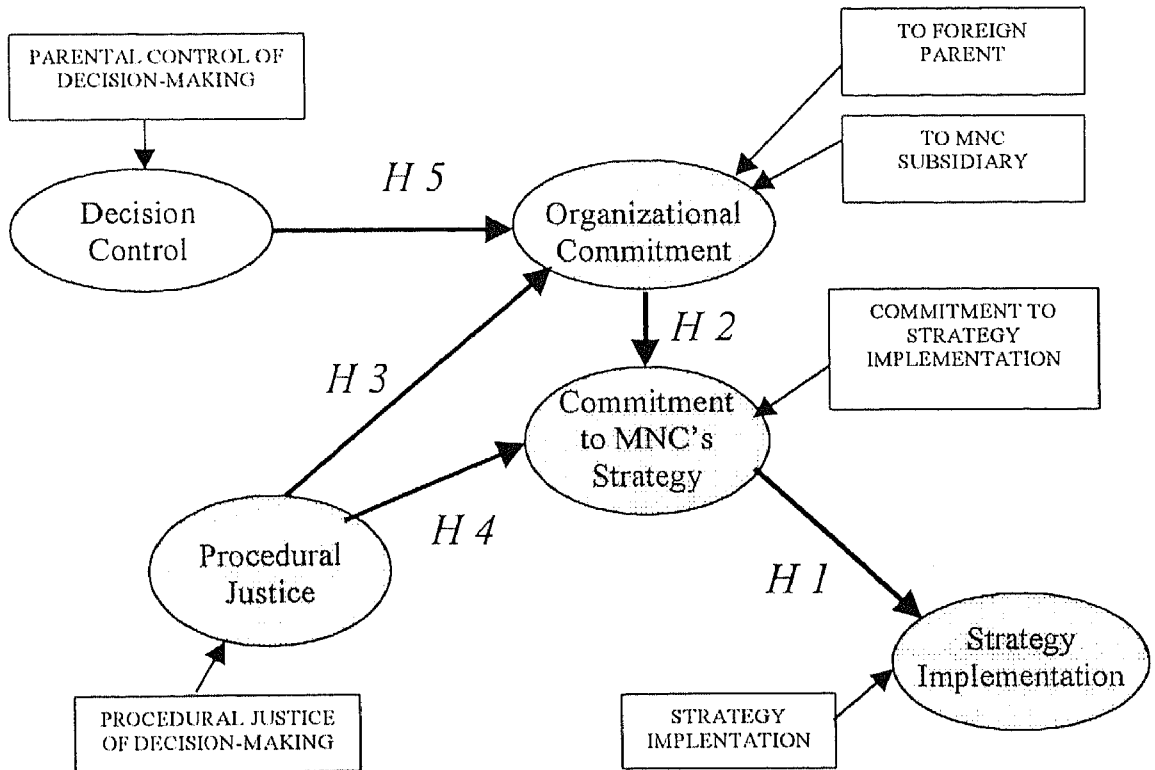 PARENTAL CONTROL OF
DECISION-MAKING
TO FOREIGN
PARENT
TO MNC
SUBSIDIARY
H 5
Decision
Control
Organizational
Commitment
H 2
COMMITMENT TO
STRATEGY
IMPLEMENTATION
H 3
Commitment
to MNC's
Strategy
H 4
Procedural
Justice
H 1
Strategy
Implementation
PROCEDURAL JUSTICE
OF DECISION-MAKING
STRATEGY
IMPLENTATION